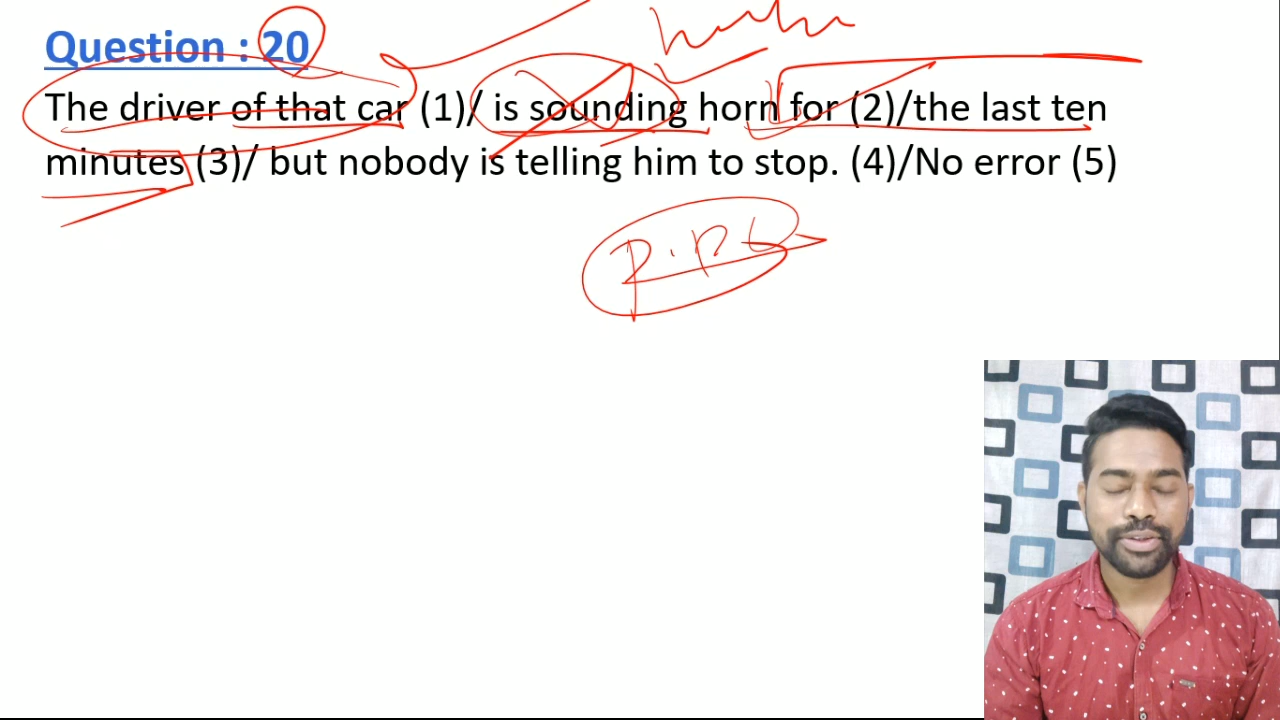 Question : 20
The driver of that car (1)/ is sounding horn for (2)/the last ten
minutes (3)/ but nobody is telling him to stop. (4)/No error (5)